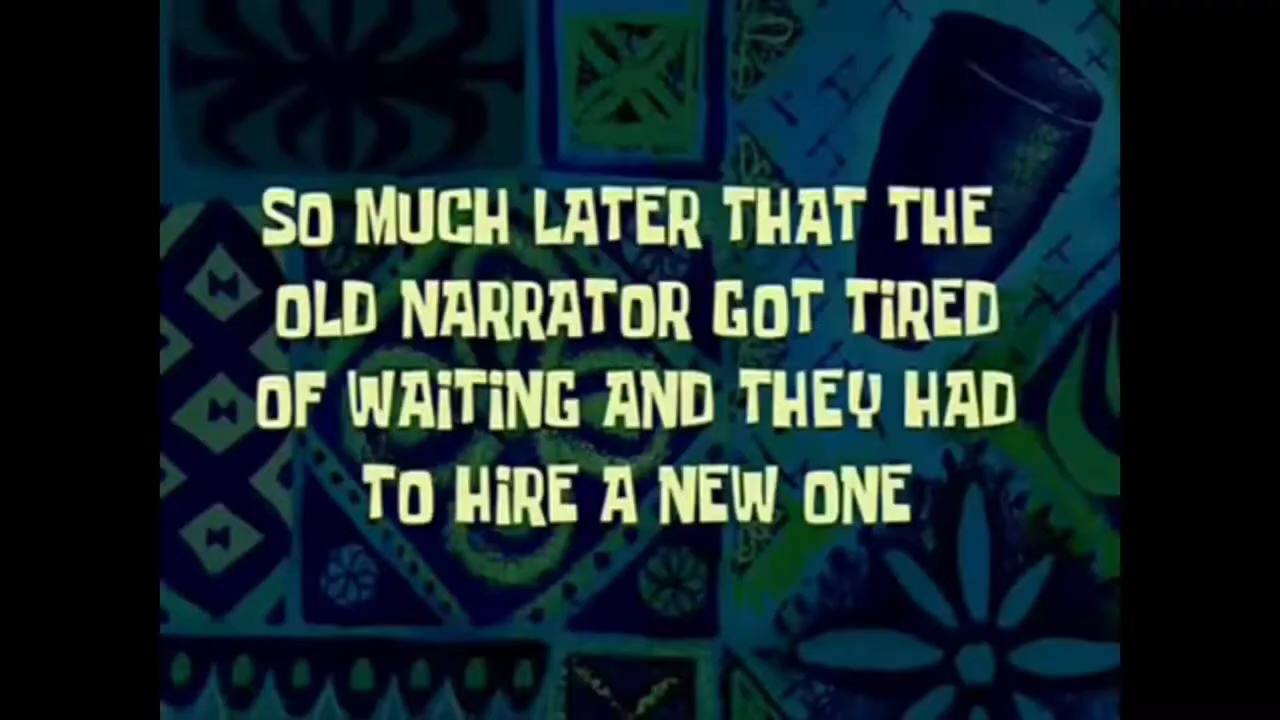 SO MUCH LATER THAT THE
OLD NARRATOR GOT TIRED
OF WAITING AND THEY HAD
TO HIRE A NEW ONE